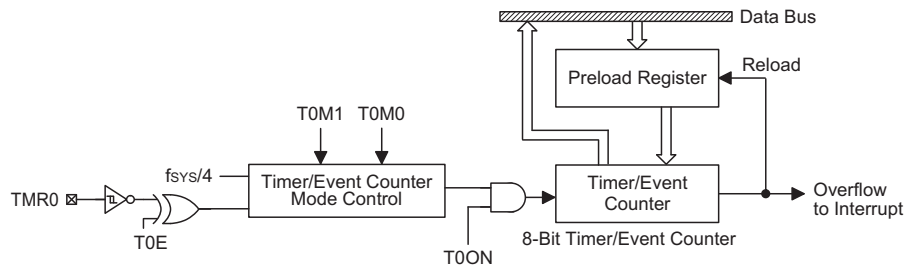 Data Bus
Preload Register
Reload
T0M1
T0M0
fSYS/4
Timer/Event Counter
Mode Control
TMR0
T0E
T0ON
Timer/Event
Counter
8-Bit Timer/Event Counter
Overflow
to Interrupt